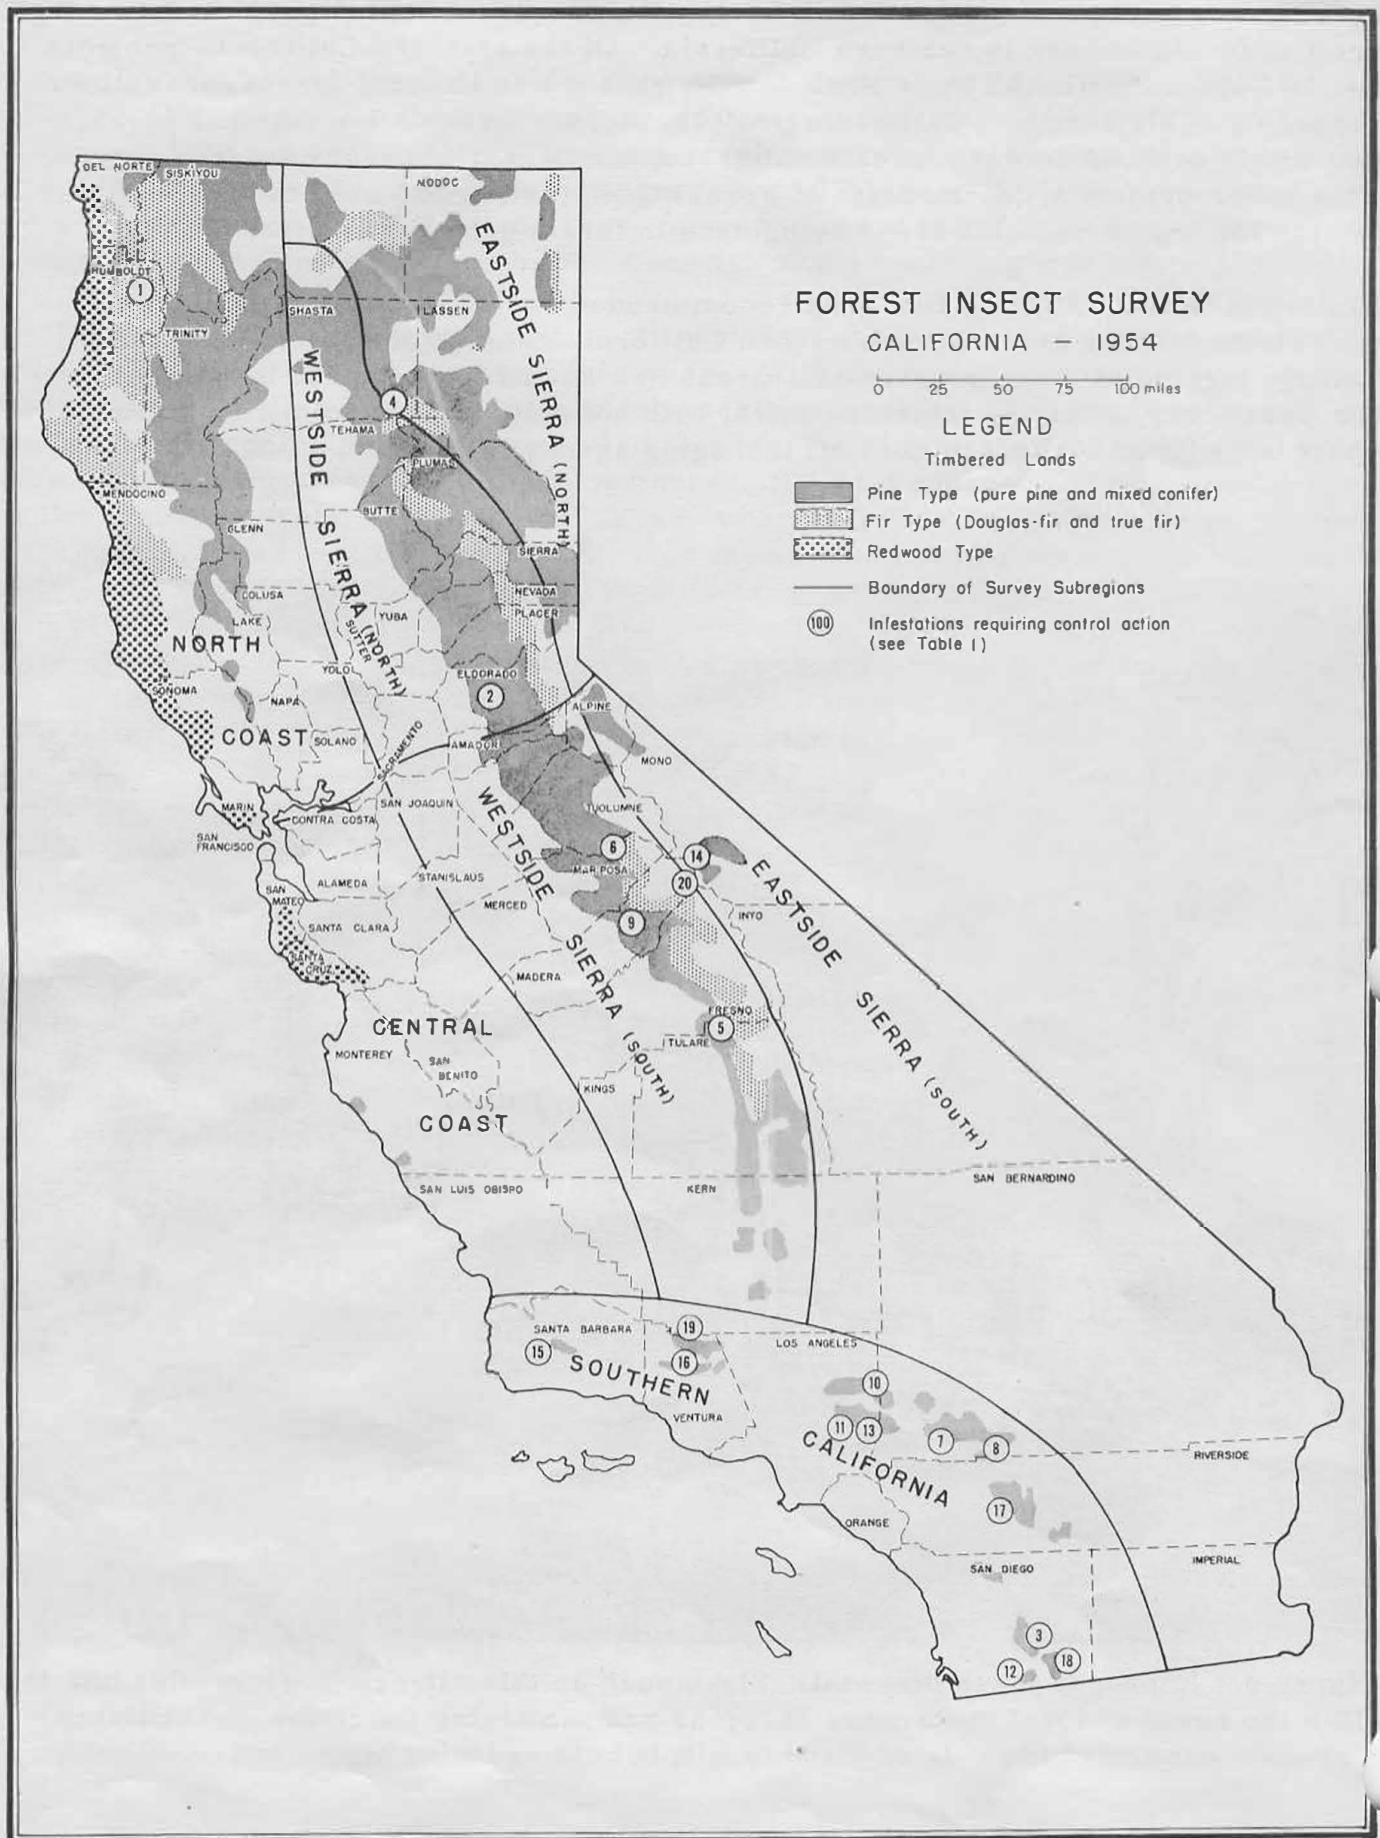 FOREST INSECT SURVEY
CALIFORNIA – 1954
0 25 50 75 100 miles
LEGEND
Timbered Lands
Pine Type (pure pine and mixed conifer)
Fir Type (Douglas-fir and true fir)
Redwood Type
Boundary of Survey Subregions
100 Infestations requiring control action
(see Table 1)
DEL NORTE
SISKIYOU
MODOC
HUMBOLDT
1
TRINITY
SHASTA
LASSEN
EASTSIDE SIERRA (NORTH)
WESTSIDE SIERRA (NORTH)
4
TEHAMA
PLUMAS
MENDOCINO
GLENN
BUTTE
SIERRA
COLUSA
NEVADA
LAKE
YUBA
PLACER
SUTTER
NORTH
COAST
YOLO
ELDORADO
2
SONOMA
NAPA
ALPINE
SOLANO
SACRAMENTO
AMADOR
MONO
MARIN
SAN JOAQUIN
TUOLUMNE
CONTRA COSTA
SAN
FRANCISCO
WESTSIDE SIERRA (SOUTH)
6
14
EASTSIDE SIERRA (SOUTH)
MARIPOSA
20
ALAMEDA
STANISLAUS
SAN
MATEO
MERCED
INYO
9
SANTA CLARA
SANTA
CRUZ
MADERA
FRESNO
5
CENTRAL
COAST
TULARE
MONTEREY
SAN
BENITO
KINGS
SAN LUIS OBISPO
KERN
SAN BERNARDINO
SANTA BARBARA
19
LOS ANGELES
15
16
SOUTHERN
CALIFORNIA
10
VENTURA
11
13
7
8
RIVERSIDE
17
ORANGE
SAN DIEGO
IMPERIAL
3
12
18